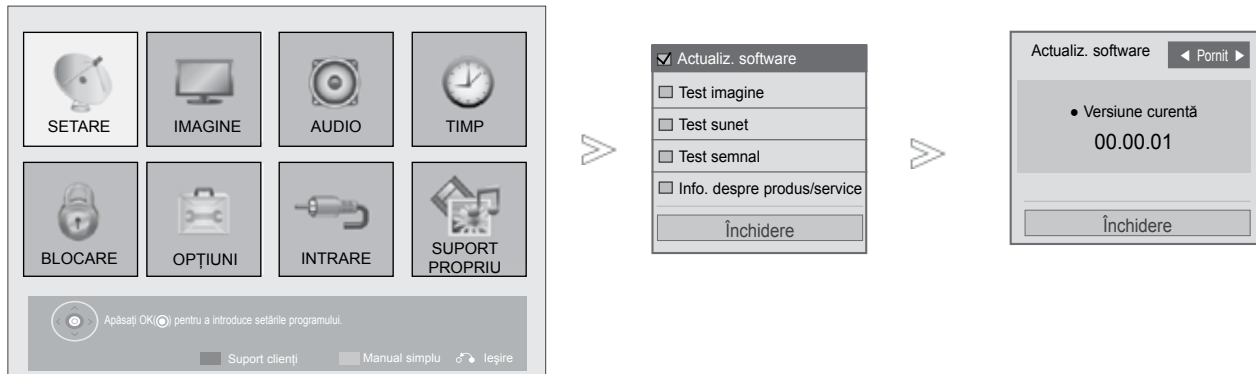 SETARE
IMAGINE
AUDIO
TIMP
BLOCARE
OPȚIUNI
INTRARE
SUPORT
PROPRIU
Apăsați OK(◉) pentru a introduce setările programului.
Suport clienți
Manual simplu
Ieşire
Actualiz. software
Test imagine
Test sunet
Test semnal
Info. despre produs/service
Închidere
Actualiz. software
◀ Pornit ▶
● Versiune curentă
00.00.01
Închidere